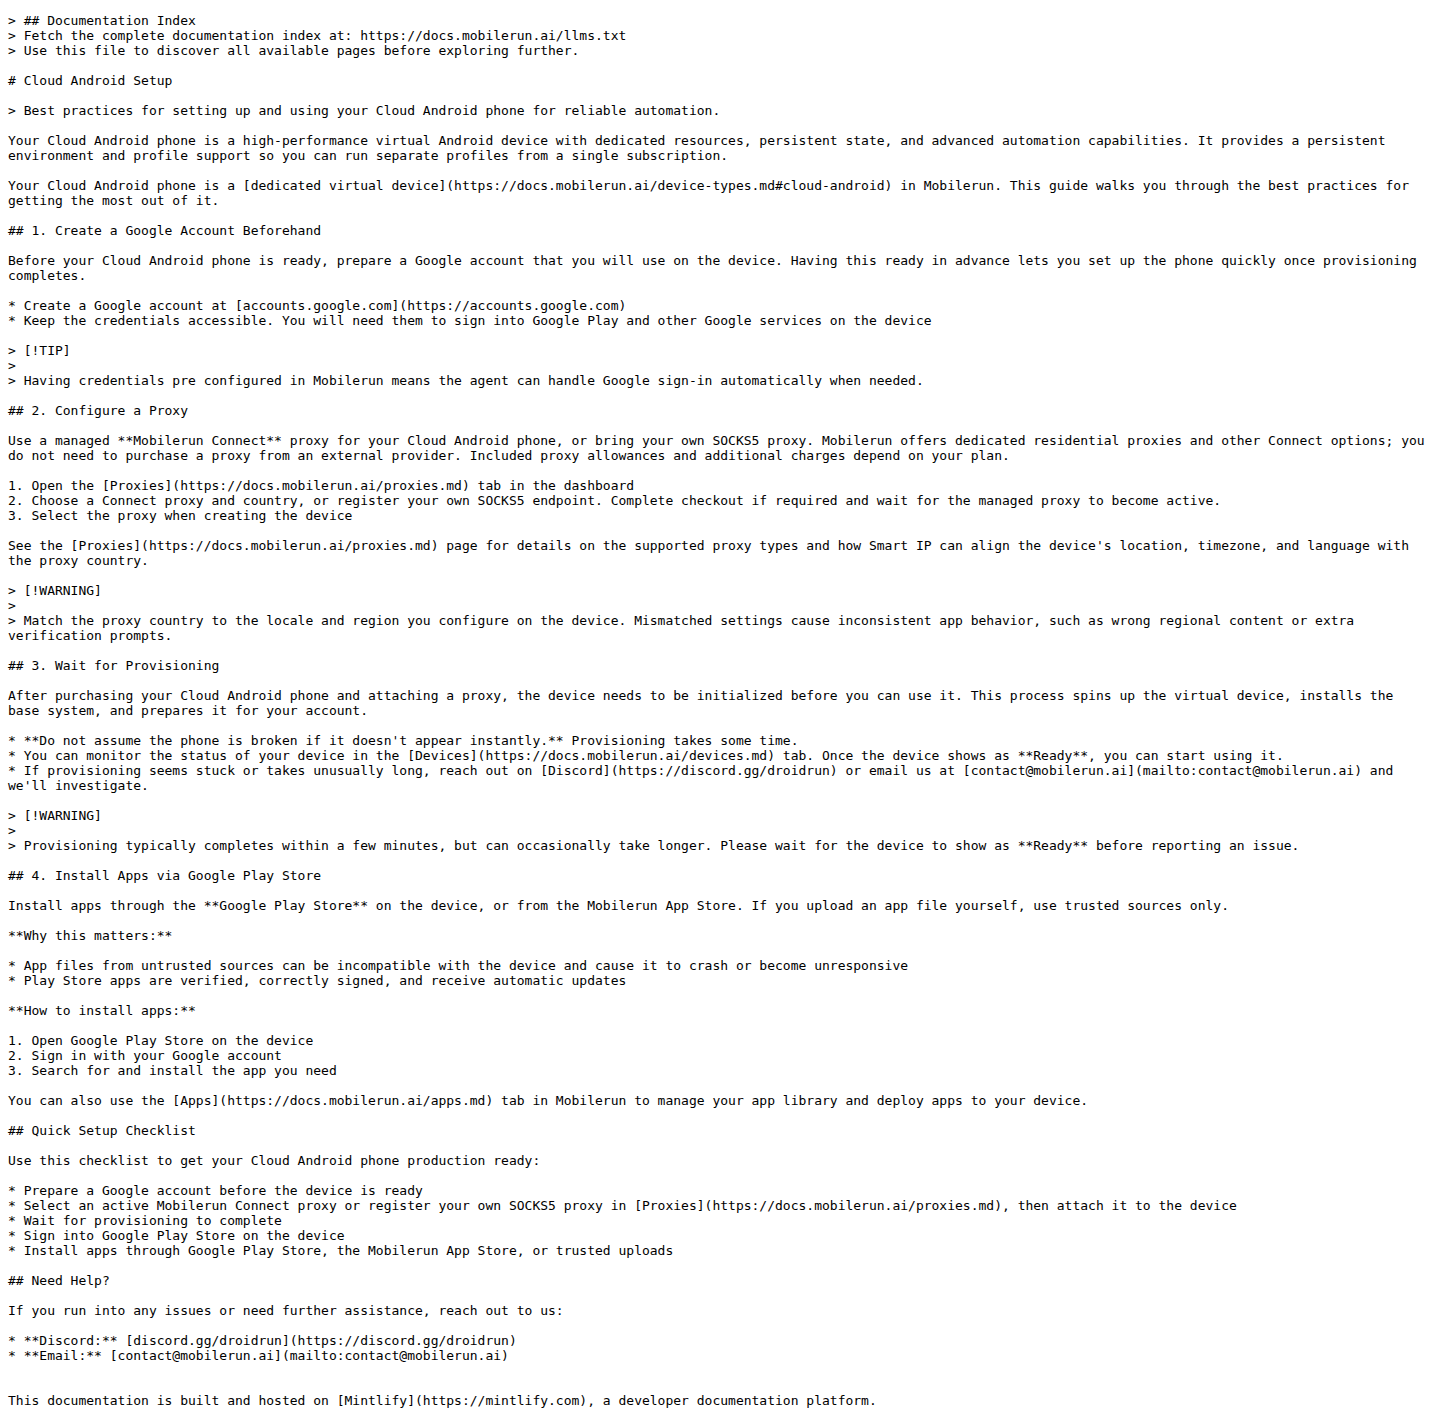 > ## Documentation Index
> Fetch the complete documentation index at: https://docs.mobilerun.ai/llms.txt
> Use this file to discover all available pages before exploring further.

# Cloud Android Setup

> Best practices for setting up and using your Cloud Android phone for reliable automation.

Your Cloud Android phone is a high-performance virtual Android device with dedicated resources, persistent state, and advanced automation capabilities. It provides a persistent
environment and profile support so you can run separate profiles from a single subscription.

Your Cloud Android phone is a [dedicated virtual device](https://docs.mobilerun.ai/device-types.md#cloud-android) in Mobilerun. This guide walks you through the best practices for
getting the most out of it.

## 1. Create a Google Account Beforehand

Before your Cloud Android phone is ready, prepare a Google account that you will use on the device. Having this ready in advance lets you set up the phone quickly once provisioning
completes.

* Create a Google account at [accounts.google.com](https://accounts.google.com)
* Keep the credentials accessible. You will need them to sign into Google Play and other Google services on the device

> [!TIP]
>
> Having credentials pre configured in Mobilerun means the agent can handle Google sign-in automatically when needed.

## 2. Configure a Proxy

Use a managed **Mobilerun Connect** proxy for your Cloud Android phone, or bring your own SOCKS5 proxy. Mobilerun offers dedicated residential proxies and other Connect options; you
do not need to purchase a proxy from an external provider. Included proxy allowances and additional charges depend on your plan.

1. Open the [Proxies](https://docs.mobilerun.ai/proxies.md) tab in the dashboard
2. Choose a Connect proxy and country, or register your own SOCKS5 endpoint. Complete checkout if required and wait for the managed proxy to become active.
3. Select the proxy when creating the device

See the [Proxies](https://docs.mobilerun.ai/proxies.md) page for details on the supported proxy types and how Smart IP can align the device's location, timezone, and language with
the proxy country.

> [!WARNING]
>
> Match the proxy country to the locale and region you configure on the device. Mismatched settings cause inconsistent app behavior, such as wrong regional content or extra
verification prompts.

## 3. Wait for Provisioning

After purchasing your Cloud Android phone and attaching a proxy, the device needs to be initialized before you can use it. This process spins up the virtual device, installs the
base system, and prepares it for your account.

* **Do not assume the phone is broken if it doesn't appear instantly.** Provisioning takes some time.
* You can monitor the status of your device in the [Devices](https://docs.mobilerun.ai/devices.md) tab. Once the device shows as **Ready**, you can start using it.
* If provisioning seems stuck or takes unusually long, reach out on [Discord](https://discord.gg/droidrun) or email us at [contact@mobilerun.ai](mailto:contact@mobilerun.ai) and
we'll investigate.

> [!WARNING]
>
> Provisioning typically completes within a few minutes, but can occasionally take longer. Please wait for the device to show as **Ready** before reporting an issue.

## 4. Install Apps via Google Play Store

Install apps through the **Google Play Store** on the device, or from the Mobilerun App Store. If you upload an app file yourself, use trusted sources only.

**Why this matters:**

* App files from untrusted sources can be incompatible with the device and cause it to crash or become unresponsive
* Play Store apps are verified, correctly signed, and receive automatic updates

**How to install apps:**

1. Open Google Play Store on the device
2. Sign in with your Google account
3. Search for and install the app you need

You can also use the [Apps](https://docs.mobilerun.ai/apps.md) tab in Mobilerun to manage your app library and deploy apps to your device.

## Quick Setup Checklist

Use this checklist to get your Cloud Android phone production ready:

* Prepare a Google account before the device is ready
* Select an active Mobilerun Connect proxy or register your own SOCKS5 proxy in [Proxies](https://docs.mobilerun.ai/proxies.md), then attach it to the device
* Wait for provisioning to complete
* Sign into Google Play Store on the device
* Install apps through Google Play Store, the Mobilerun App Store, or trusted uploads

## Need Help?

If you run into any issues or need further assistance, reach out to us:

* **Discord:** [discord.gg/droidrun](https://discord.gg/droidrun)
* **Email:** [contact@mobilerun.ai](mailto:contact@mobilerun.ai)


This documentation is built and hosted on [Mintlify](https://mintlify.com), a developer documentation platform.